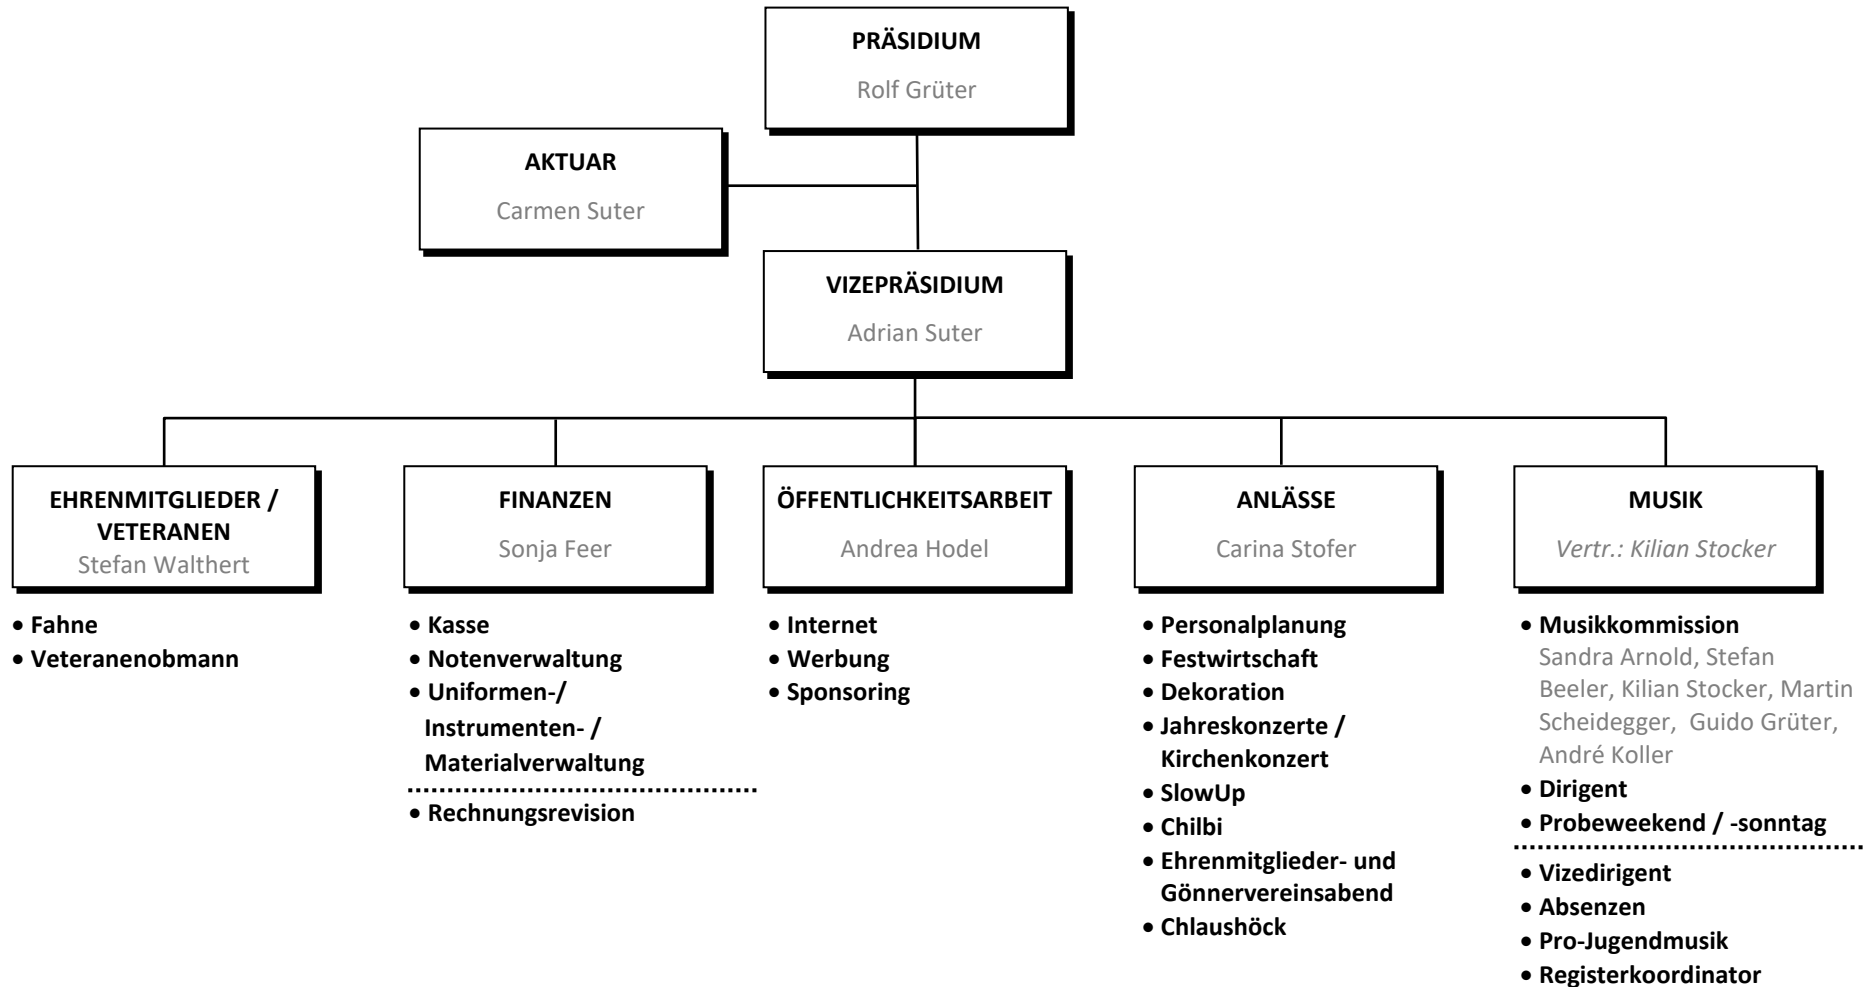 PRÄSIDIUM
Rolf Grüter
AKTUAR
Carmen Suter
VIZEPRÄSIDIUM
Adrian Suter
EHRENMITGLIEDER /
VETERANEN
Stefan Walthert
• Fahne
• Veteranenobmann
FINANZEN
Sonja Feer
• Kasse
• Notenverwaltung
• Uniformen-/
Instrumenten- /
Materialverwaltung
• Rechnungsrevision
ÖFFENTLICHKEITSARBEIT
Andrea Hodel
• Internet
• Werbung
• Sponsoring
ANLÄSSE
Carina Stofer
• Personalplanung
• Festwirtschaft
• Dekoration
• Jahreskonzerte /
Kirchenkonzert
• SlowUp
• Chilbi
• Ehrenmitglieder- und
Gönnervereinsabend
• Chlaushöck
MUSIK
Vertr.: Kilian Stocker
• Musikkommission
Sandra Arnold, Stefan
Beeler, Kilian Stocker, Martin
Scheidegger, Guido Grüter,
André Koller
• Dirigent
• Probeweekend / -sonntag
• Vizedirigent
• Absenzen
• Pro-Jugendmusik
• Registerkoordinator